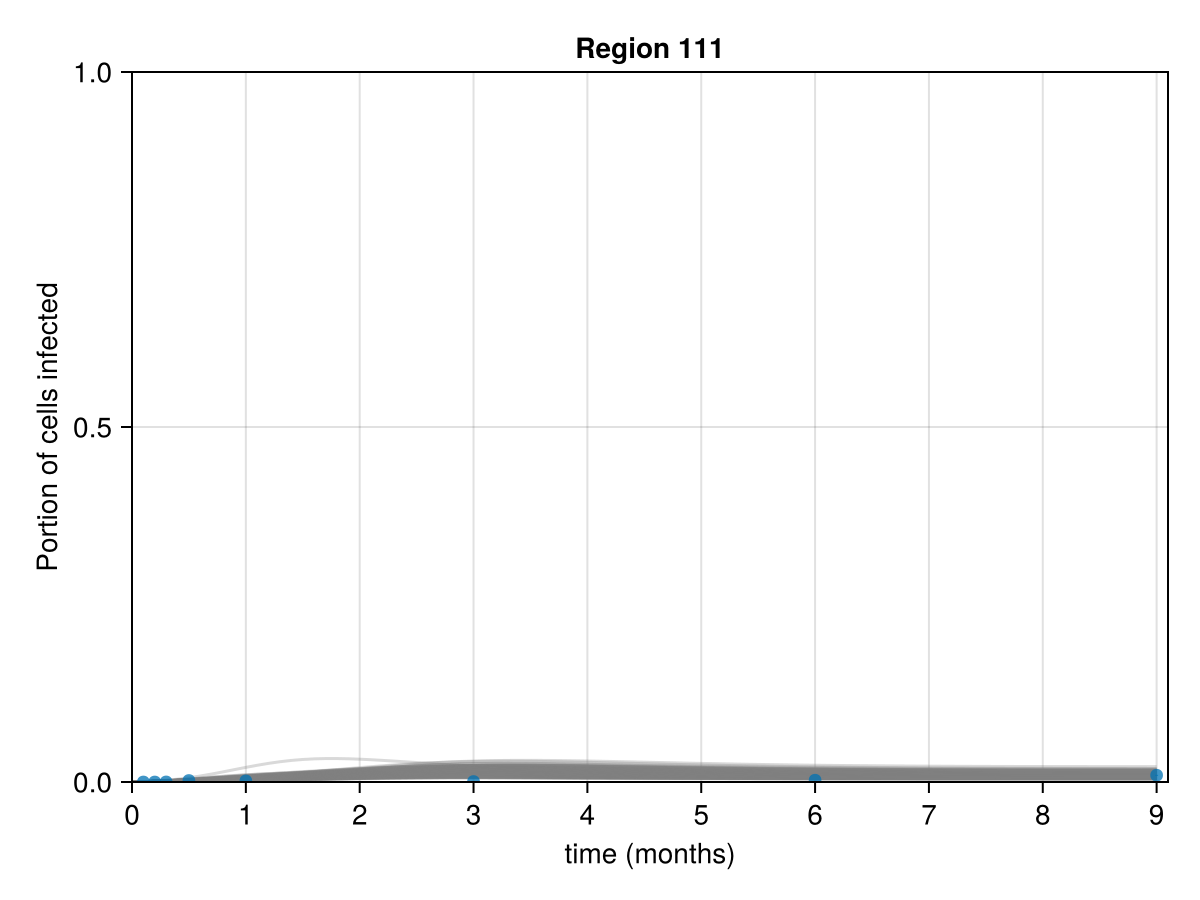 Region 111
1.0
0.5
0.0
Portion of cells infected
0 1 2 3 4 5 6 7 8 9
time (months)